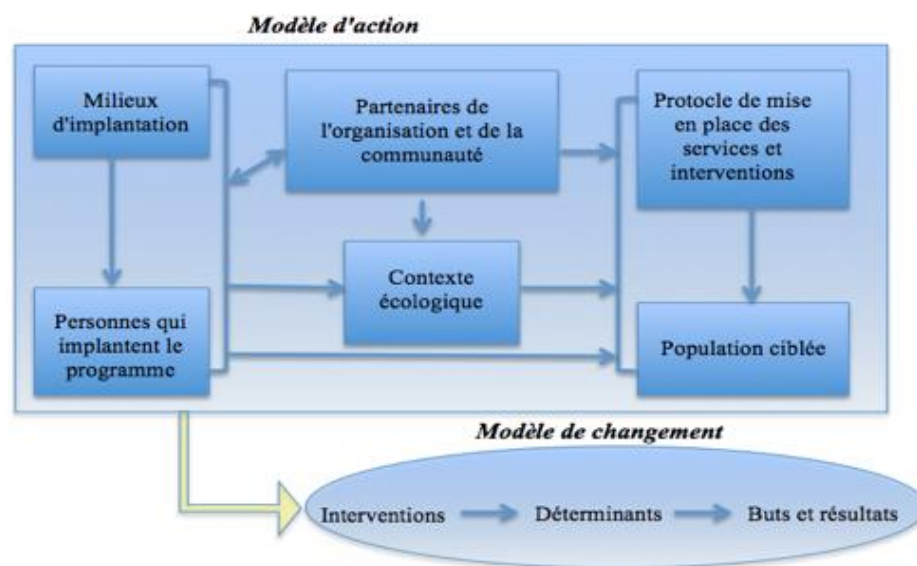 Modèle d'action
Milieux
d'implantation
Partenaires de
l'organisation et de la
communauté
Protocle de mise
en place des
services et
interventions
Contexte
écologique
Personnes qui
implantent le
programme
Population ciblée
Modèle de changement
Interventions
Déterminants
Buts et résultats